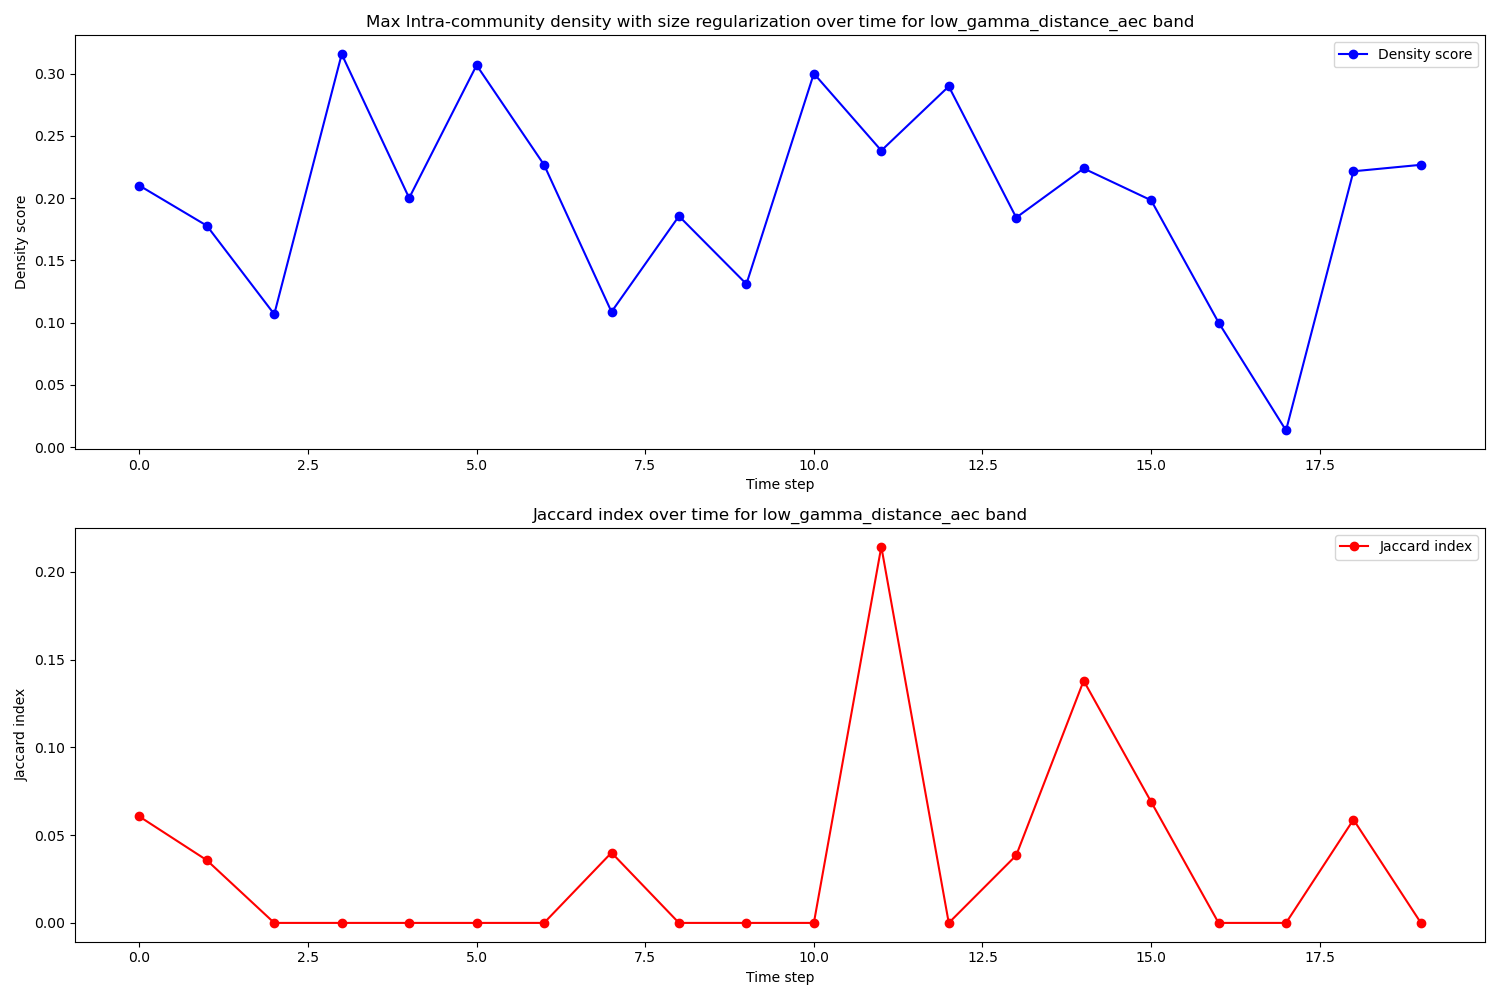 Max Intra-community density with size regularization over time for low_gamma_distance_aec band
Density score
Density score
0.30
0.25
0.20
0.15
0.10
0.05
0.00
0.0 2.5 5.0 7.5 10.0 12.5 15.0 17.5
Time step
Jaccard index over time for low_gamma_distance_aec band
Jaccard index
Jaccard index
0.20
0.15
0.10
0.05
0.00
0.0 2.5 5.0 7.5 10.0 12.5 15.0 17.5
Time step